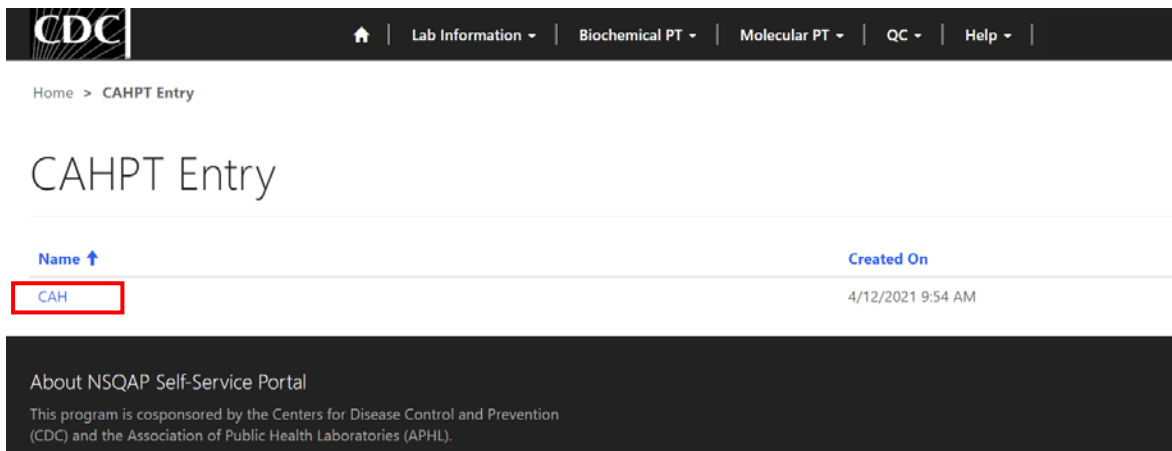 CDC
Lab Information
Biochemical PT
Molecular PT
QC
Help
Home > CAHPT Entry
CAHPT Entry
Name Created On
CAH 4/12/2021 9:54 AM
About NSQAP Self-Service Portal
This program is cosponsored by the Centers for Disease Control and Prevention
(CDC) and the Association of Public Health Laboratories (APHL).